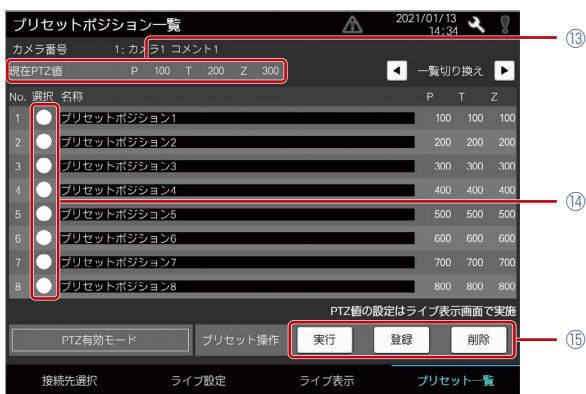 プリセットポジション一覧 2021/01/13 14:34
⑬
カメラ番号 1: カメラ1 コメント1
現在PTZ値 P 100 T 200 Z 300 ◀ 一覧切り換え ▶
No. 選択 名称 P T Z
1 プリセットポジション1 100 100 100
2 プリセットポジション2 200 200 200
3 プリセットポジション3 300 300 300
4 プリセットポジション4 400 400 400
⑭
5 プリセットポジション5 500 500 500
6 プリセットポジション6 600 600 600
7 プリセットポジション7 700 700 700
8 プリセットポジション8 800 800 800
PTZ値の設定はライブ表示画面で実施
PTZ有効モード プリセット操作 実行 登録 削除
⑮
接続先選択 ライブ設定 ライブ表示 プリセット一覧